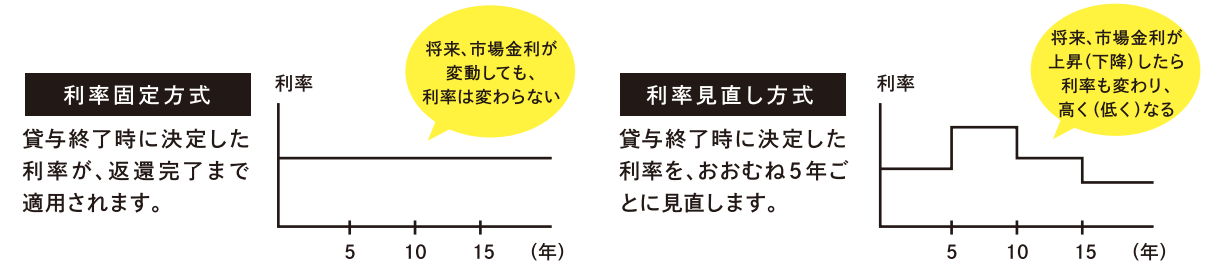 利率固定方式
貸与終了時に決定した
利率が、返還完了まで
適用されます。
利率
将来、市場金利が
変動しても、
利率は変わらない
5 10 15 （年）
利率見直し方式
貸与終了時に決定した
利率を、おおむね5年ご
とに見直します。
利率
将来、市場金利が
上昇（下降）したら
利率も変わり、
高く（低く）なる
5 10 15 （年）